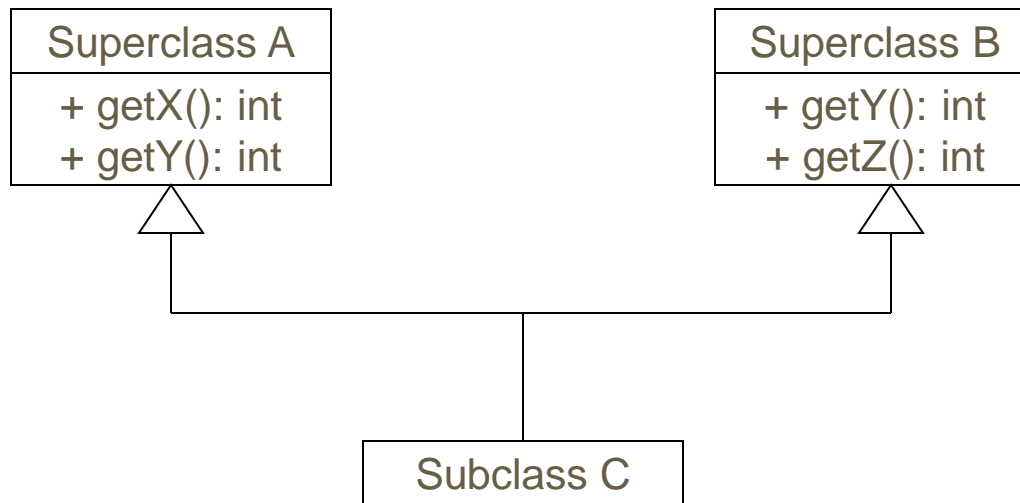 Superclass A
+ getX(): int
+ getY(): int
Superclass B
+ getY(): int
+ getZ(): int
Subclass C